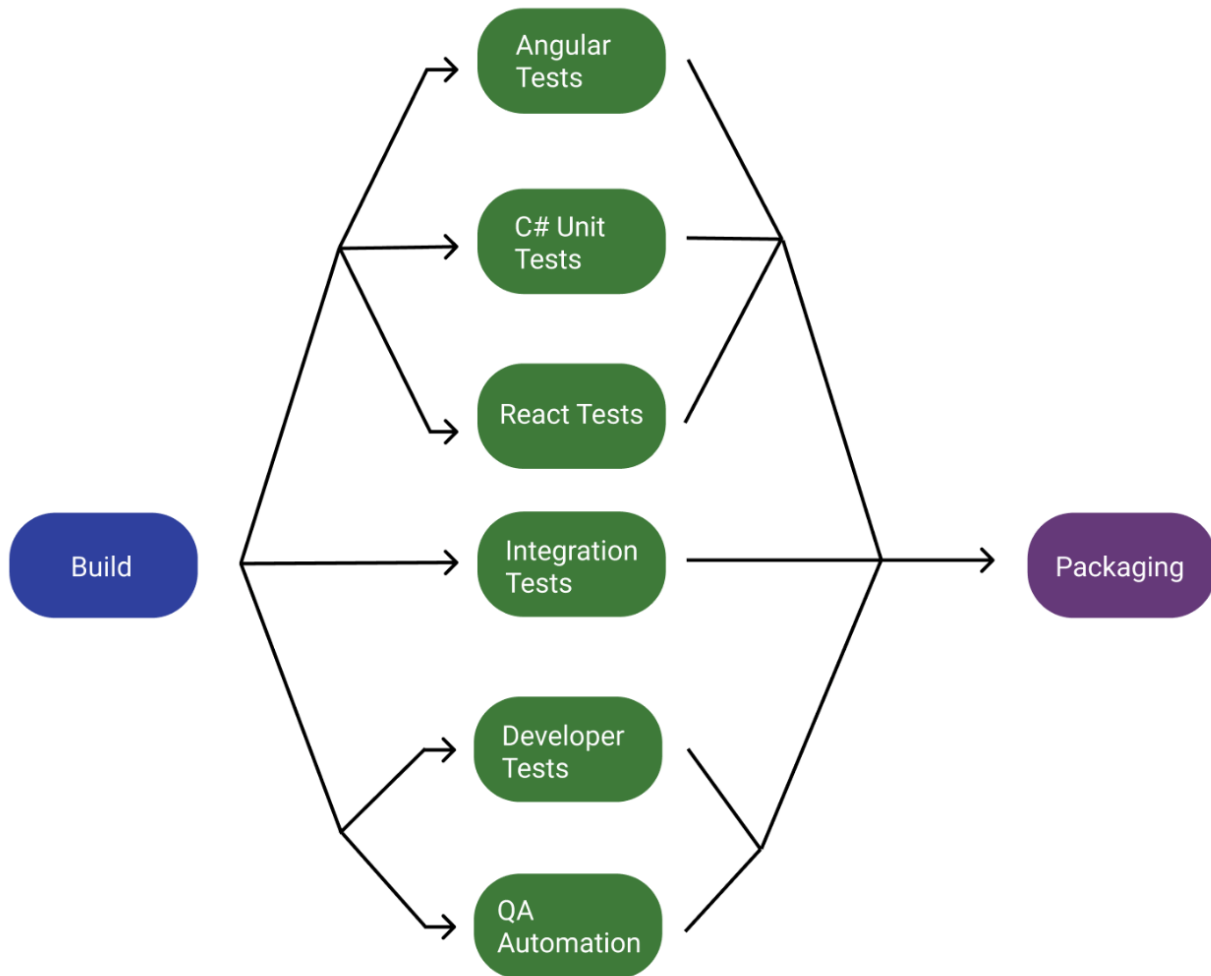 Angular
Tests
C# Unit
Tests
React Tests
Build
Integration
Tests
Packaging
Developer
Tests
QA
Automation